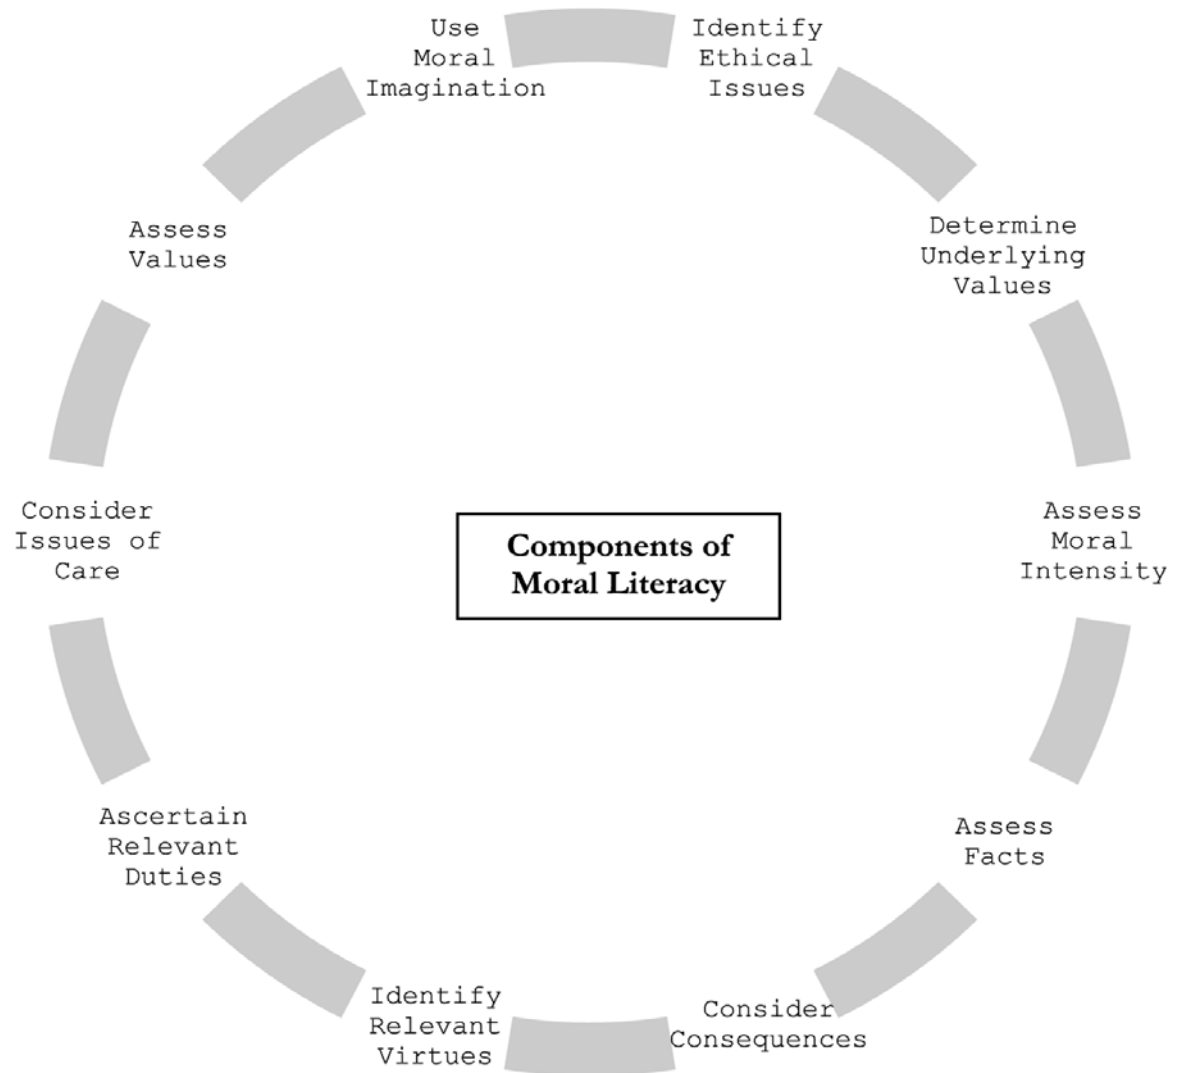 Use
Moral
Imagination
Identify
Ethical
Issues
Determine
Underlying
Values
Assess
Moral
Intensity
Assess
Facts
Consider
Consequences
Identify
Relevant
Virtues
Ascertain
Relevant
Duties
Consider
Issues of
Care
Assess
Values
Components of
Moral Literacy